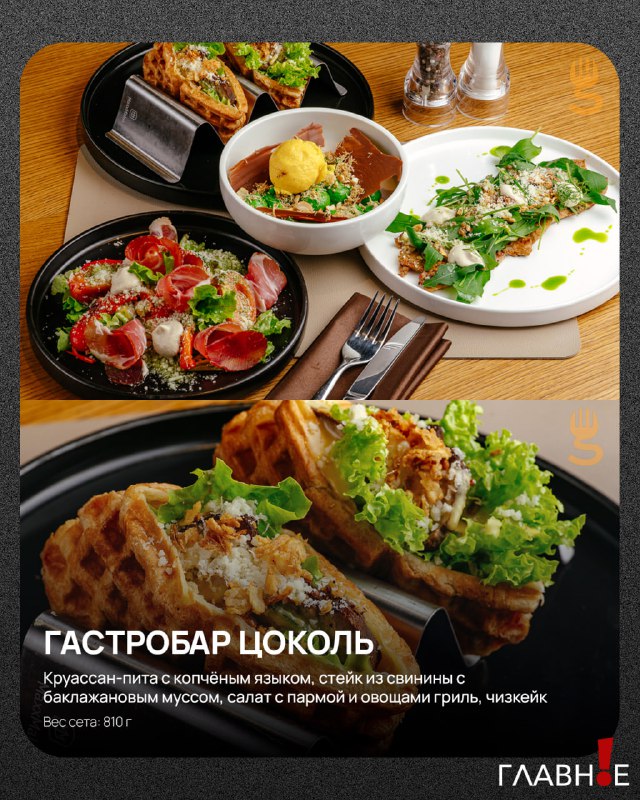 ГАСТРОБАР ЦОКОЛЬ
Круассан-пита с копчёным языком, стейк из свинины с
баклажановым муссом, салат с пармой и овощами гриль, чизкейк
Вес сета: 810 г
ГЛАВН!Е